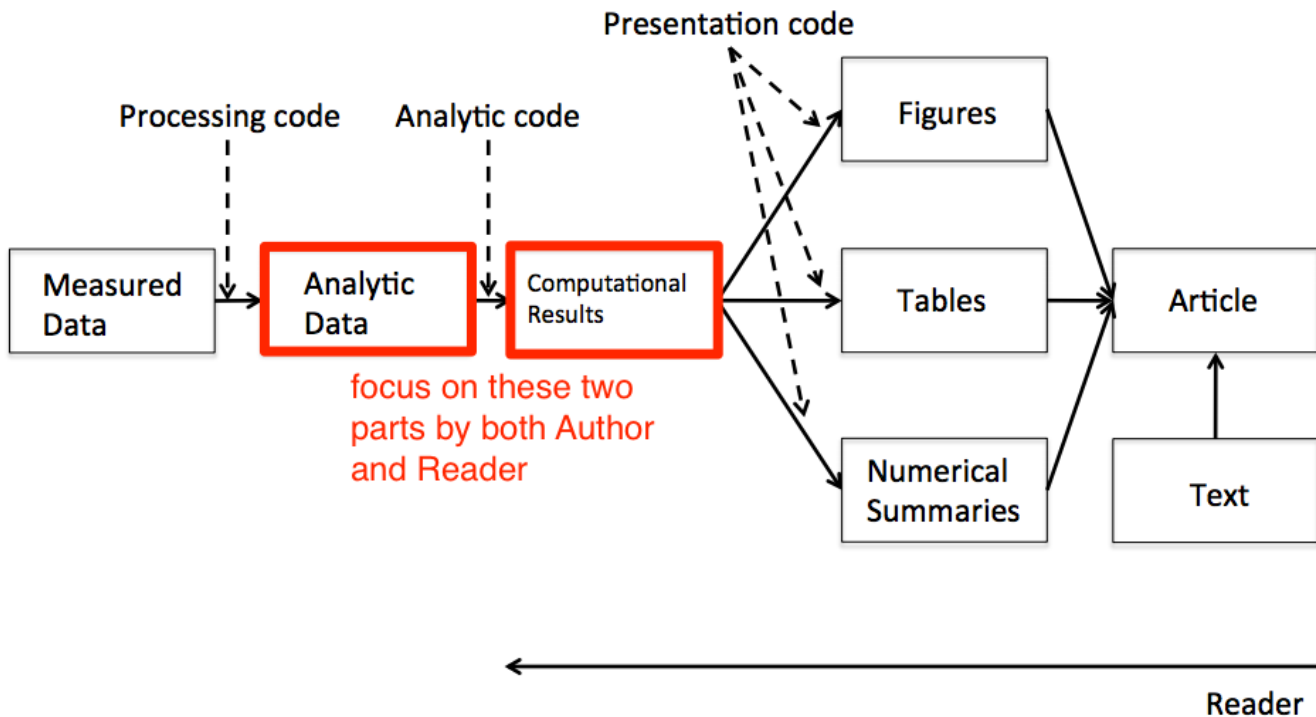 Presentation code
Processing code
Analytic code
Figures
Measured
Data
Analytic
Data
Computational
Results
Tables
Article
focus on these two
parts by both Author
and Reader
Numerical
Summaries
Text
Reader